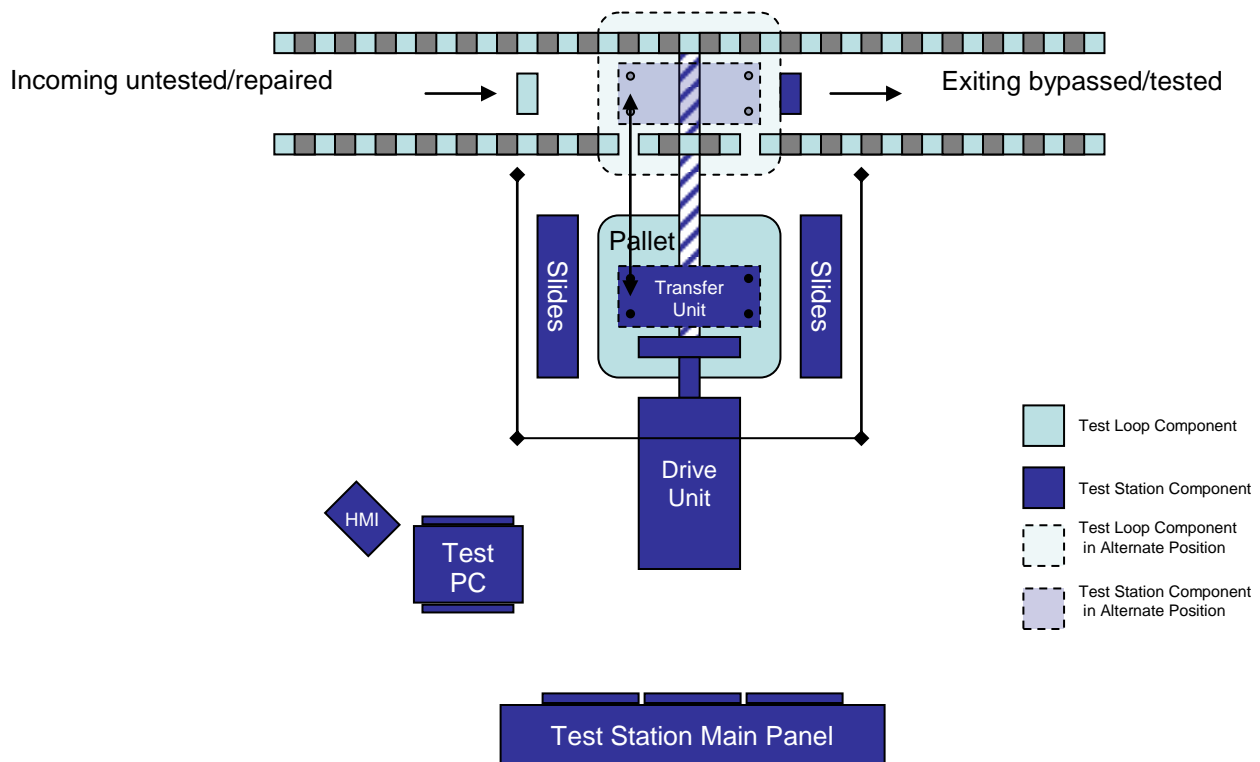 Incoming untested/repaired
Exiting bypassed/tested
Pallet
Slides
Transfer
Unit
Slides
Drive
Unit
HMI
Test
PC
Test Station Main Panel
Test Loop Component
Test Station Component
Test Loop Component
in Alternate Position
Test Station Component
in Alternate Position